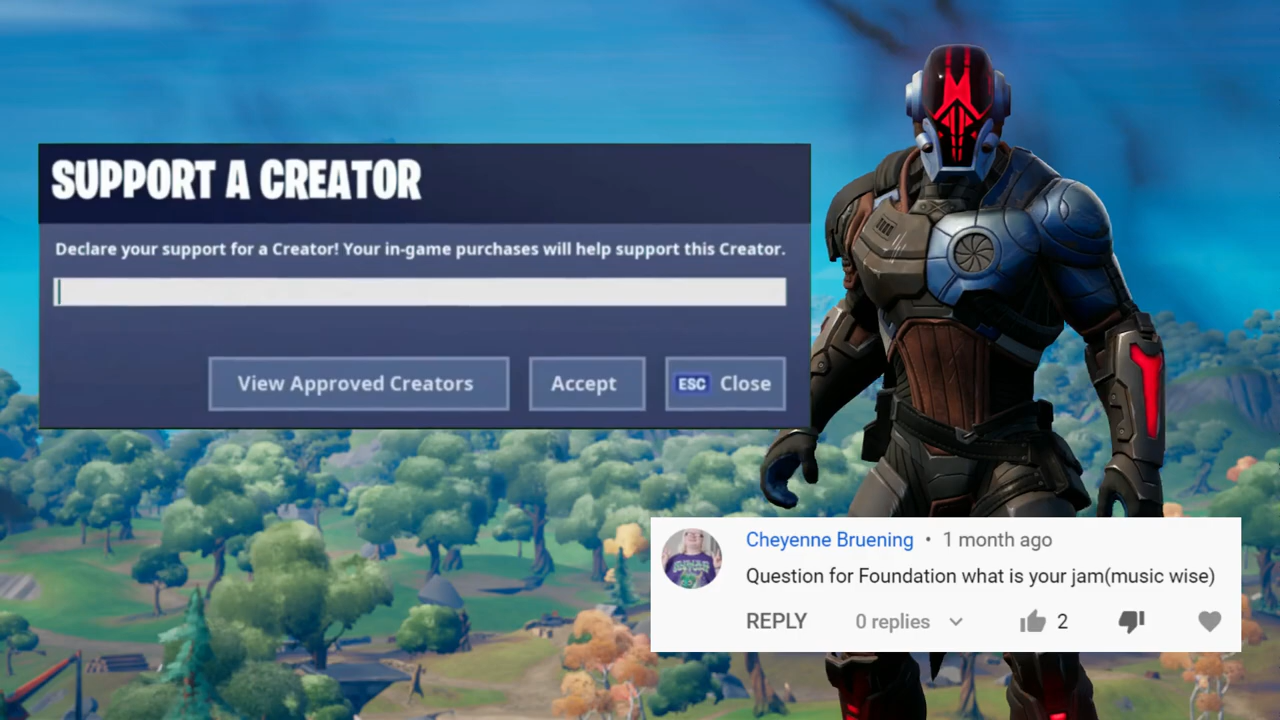 SUPPORT A CREATOR
Declare your support for a Creator! Your in-game purchases will help support this Creator.
View Approved Creators
Accept
ESC Close
Cheyenne Bruening • 1 month ago
Question for Foundation what is your jam(music wise)
REPLY 0 replies 2